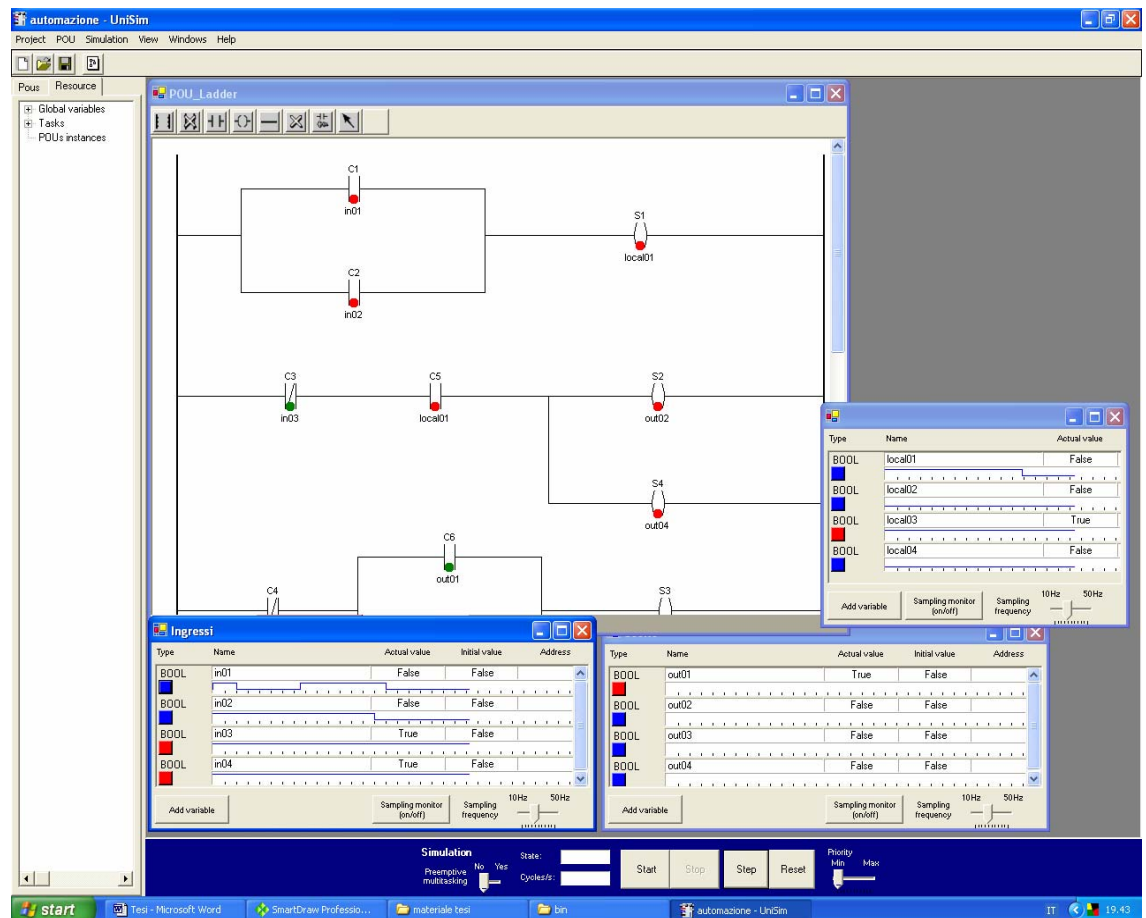 automazione - UniSim
Project POU Simulation View Windows Help
Pous Resource
Global variables
Tasks
POUs instances
POU_Ladder
C1
in01
S1
local01
C2
in02
C3 C5 S2
in03 local01 out02
S4
out04
C6
out01
C4 S3
Type Name Actual value
BOOL local01 False
BOOL local02 False
BOOL local03 True
BOOL local04 False
Add variable Sampling monitor (on/off) Sampling frequency 10Hz 50Hz
Ingressi
Type Name Actual value Initial value Address
BOOL in01 False False
BOOL in02 False False
BOOL in03 True False
BOOL in04 True False
Add variable Sampling monitor (on/off) Sampling frequency 10Hz 50Hz
Type Name Actual value Initial value Address
BOOL out01 True False
BOOL out02 False False
BOOL out03 False False
BOOL out04 False False
Add variable Sampling monitor (on/off) Sampling frequency 10Hz 50Hz
Simulation
Preemptive multitasking No Yes
State:
Cycles/s:
Start Stop Step Reset
Priority
Min Max
start Tesi - Microsoft Word SmartDraw Professio... materiale tesi bin automazione - UniSim IT 19.43